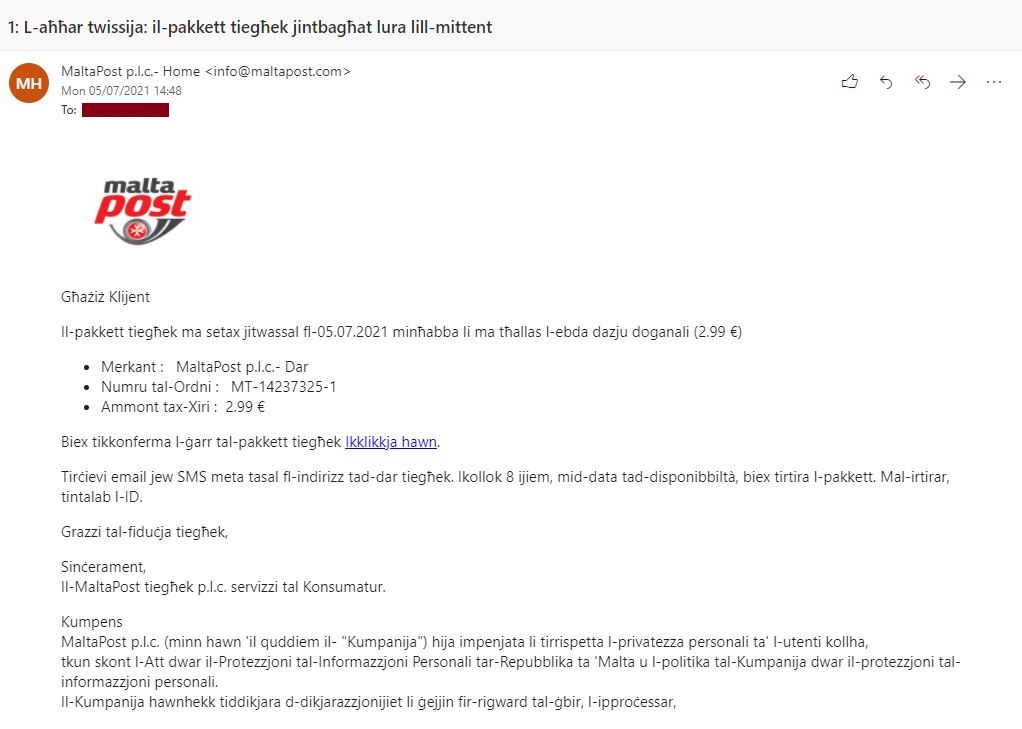 1: L-aħħar twissija: il-pakkett tiegħek jintbagħat lura lill-mittent
MH
MaltaPost p.l.c.- Home <info@maltapost.com>
Mon 05/07/2021 14:48
To:
malta
post
Għażiż Klijent
Il-pakkett tiegħek ma setax jitwassal fl-05.07.2021 minħabba li ma tħallas l-ebda dazju doganali (2.99 €)
• Merkant : MaltaPost p.l.c.- Dar
• Numru tal-Ordni : MT-14237325-1
• Ammont tax-Xiri : 2.99 €
Biex tikkonferma l-ġarr tal-pakkett tiegħek Ikklikkja hawn.
Tirċievi email jew SMS meta tasal fl-indirizz tad-dar tiegħek. Ikollok 8 ijiem, mid-data tad-disponibbiltà, biex tirtira l-pakkett. Mal-irtirar,
tintalab l-ID.
Grazzi tal-fiduċja tiegħek,
Sinċerament,
Il-MaltaPost tiegħek p.l.c. servizzi tal Konsumatur.
Kumpens
MaltaPost p.l.c. (minn hawn 'il quddiem il- "Kumpanija") hija impenjata li tirrispetta l-privatezza personali ta' l-utenti kollha,
tkun skont l-Att dwar il-Protezzjoni tal-Informazzjoni Personali tar-Repubblika ta 'Malta u l-politika tal-Kumpanija dwar il-protezzjoni tal-
informazzjoni personali.
Il-Kumpanija hawnhekk tiddikjara d-dikjarazzjonijiet li ġejjin fir-rigward tal-ġbir, l-ipproċessar,